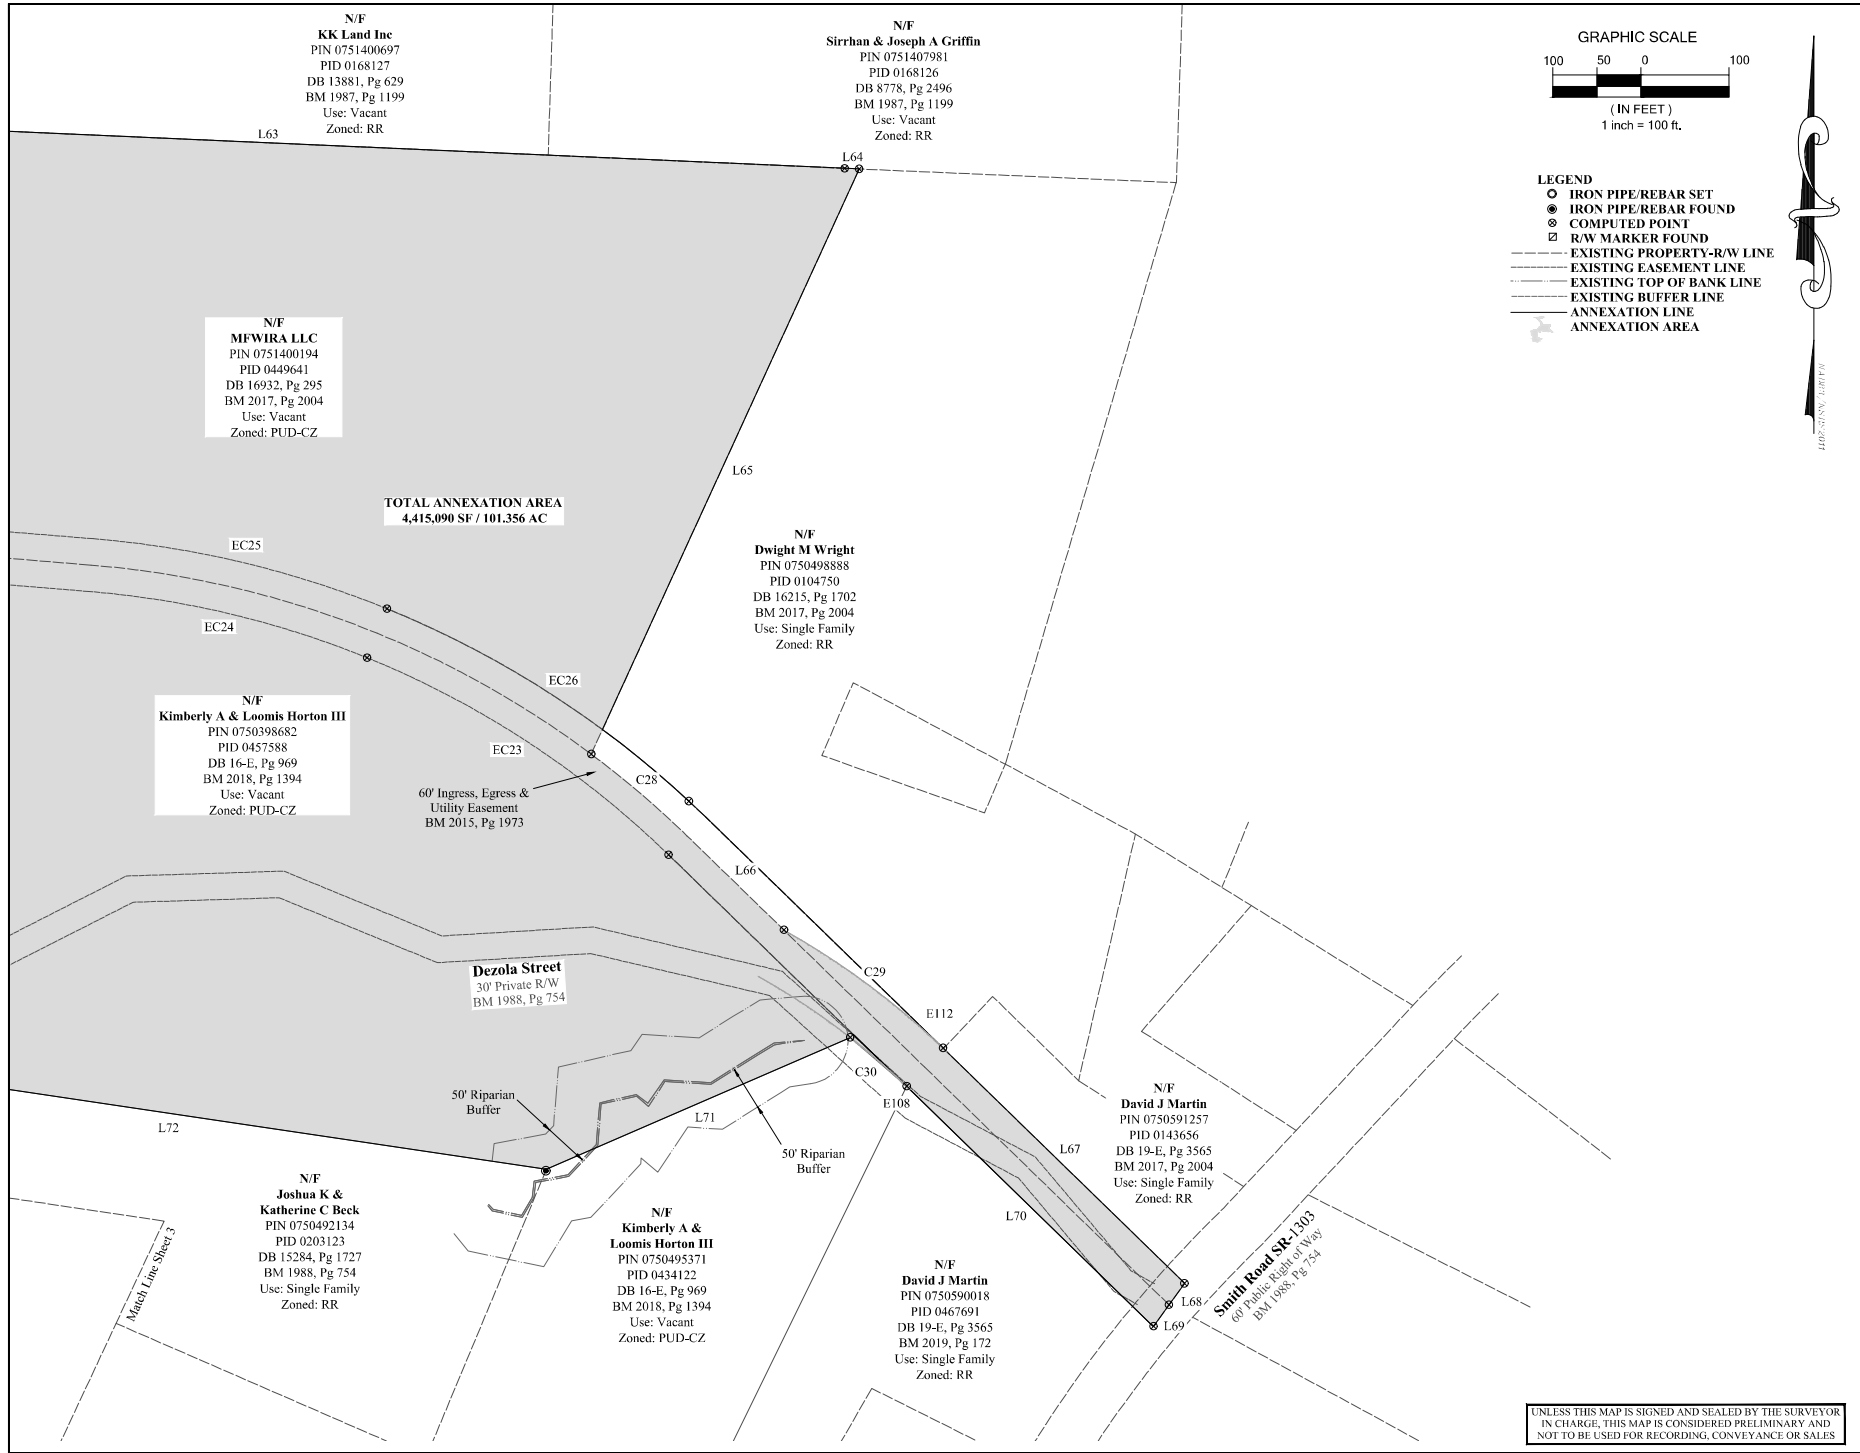 N/F
KK Land Inc
PIN 0751400697
PID 0168127
DB 13881, Pg 629
BM 1987, Pg 1199
Use: Vacant
Zoned: RR
N/F
Sirrhan & Joseph A Griffin
PIN 0751407981
PID 0168126
DB 8778, Pg 2496
BM 1987, Pg 1199
Use: Vacant
Zoned: RR
GRAPHIC SCALE
100 50 0 100
( IN FEET )
1 inch = 100 ft.
LEGEND
IRON PIPE/REBAR SET
IRON PIPE/REBAR FOUND
COMPUTED POINT
R/W MARKER FOUND
EXISTING PROPERTY-R/W LINE
EXISTING EASEMENT LINE
EXISTING TOP OF BANK LINE
EXISTING BUFFER LINE
ANNEXATION LINE
ANNEXATION AREA
L63
L64
N/F
MFWIRA LLC
PIN 0751400194
PID 0449641
DB 16932, Pg 295
BM 2017, Pg 2004
Use: Vacant
Zoned: PUD-CZ
L65
TOTAL ANNEXATION AREA
4,415,090 SF / 101.356 AC
EC25
N/F
Dwight M Wright
PIN 0750498888
PID 0104750
DB 16215, Pg 1702
BM 2017, Pg 2004
Use: Single Family
Zoned: RR
EC24
EC26
N/F
Kimberly A & Loomis Horton III
PIN 0750398682
PID 0457588
DB 16-E, Pg 969
BM 2018, Pg 1394
Use: Vacant
Zoned: PUD-CZ
EC23
C28
60' Ingress, Egress &
Utility Easement
BM 2015, Pg 1973
L66
Dezola Street
30' Private R/W
BM 1988, Pg 754
C29
E112
C30
E108
50' Riparian
Buffer
L71
L72
50' Riparian
Buffer
L67
N/F
David J Martin
PIN 0750591257
PID 0143656
DB 19-E, Pg 3565
BM 2017, Pg 2004
Use: Single Family
Zoned: RR
N/F
Joshua K &
Katherine C Beck
PIN 0750492134
PID 0203123
DB 15284, Pg 1727
BM 1988, Pg 754
Use: Single Family
Zoned: RR
Match Line Sheet 3
N/F
Kimberly A &
Loomis Horton III
PIN 0750495371
PID 0434122
DB 16-E, Pg 969
BM 2018, Pg 1394
Use: Vacant
Zoned: PUD-CZ
L70
N/F
David J Martin
PIN 0750590018
PID 0467691
DB 19-E, Pg 3565
BM 2019, Pg 172
Use: Single Family
Zoned: RR
L68
L69
Smith Road SR-1303
60' Public Right of Way
BM 1988, Pg 754
UNLESS THIS MAP IS SIGNED AND SEALED BY THE SURVEYOR
IN CHARGE, THIS MAP IS CONSIDERED PRELIMINARY AND
NOT TO BE USED FOR RECORDING, CONVEYANCE OR SALES